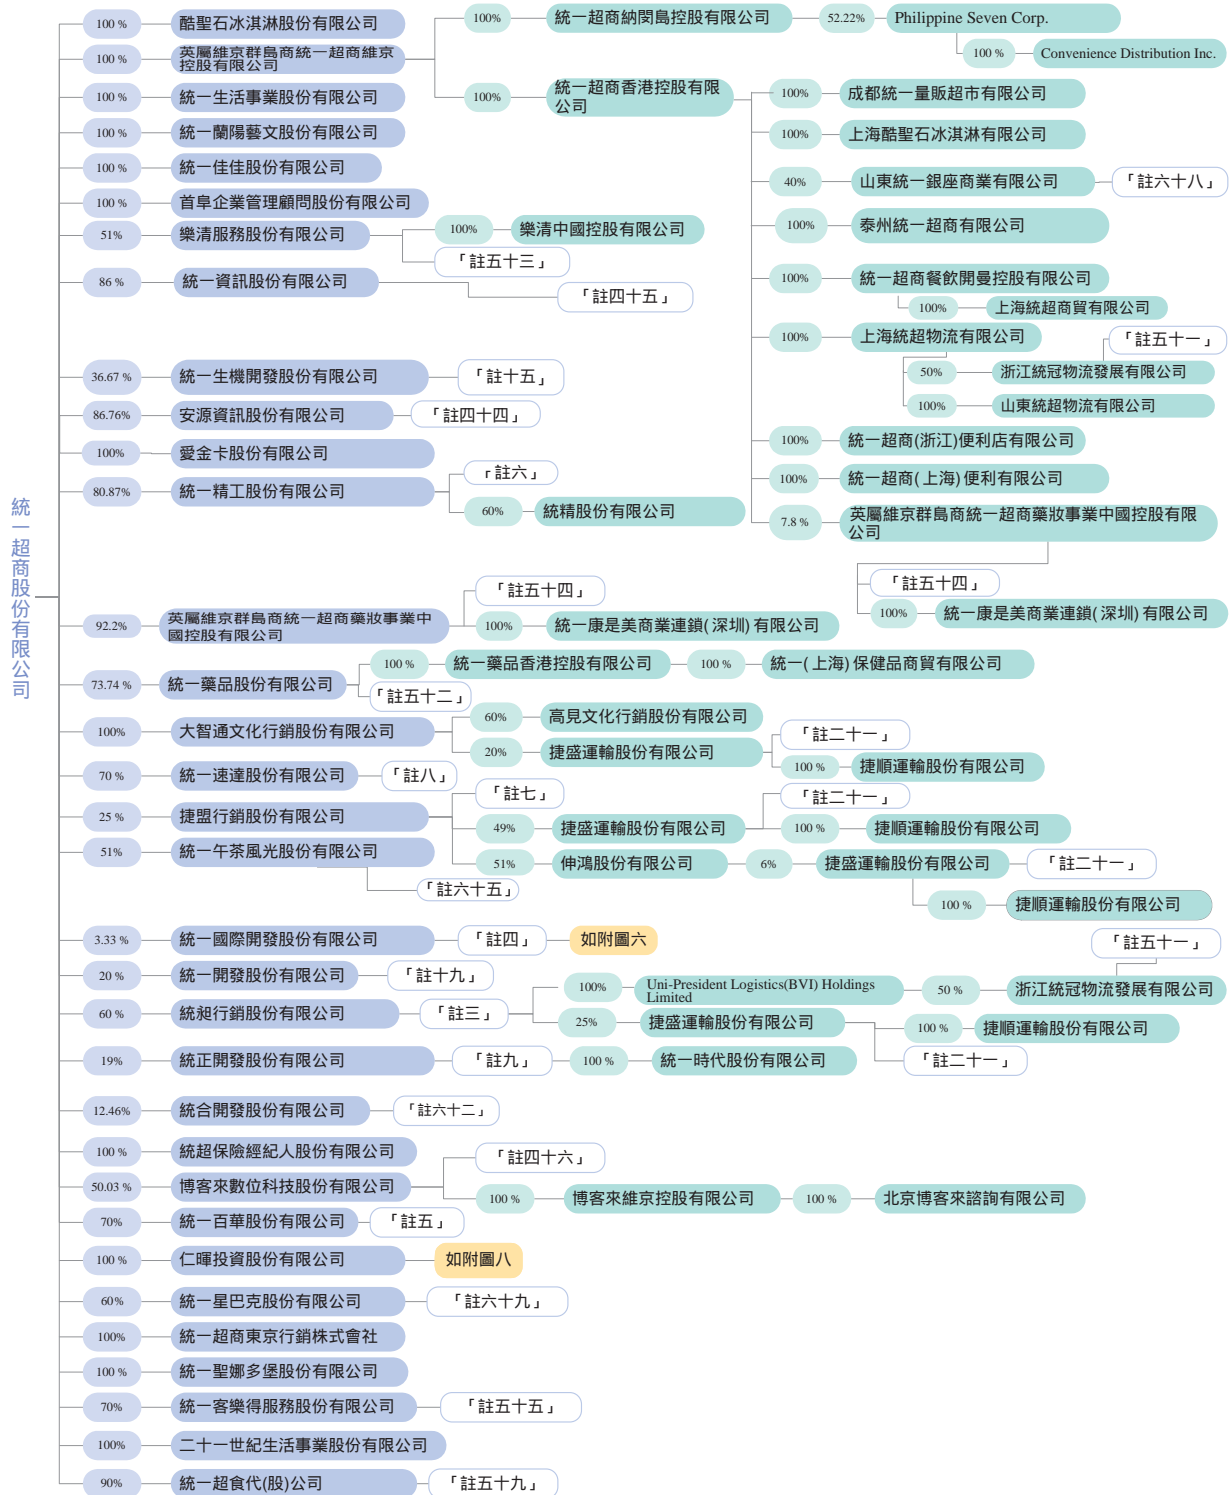 統一超商股份有限公司
100 %
酷聖石冰淇淋股份有限公司
100 %
英屬維京群島商統一超商維京
控股有限公司
100%
統一超商納閩島控股有限公司
52.22%
Philippine Seven Corp.
100 %
Convenience Distribution Inc.
100%
統一超商香港控股有限
公司
100%
成都統一量販超市有限公司
100%
上海酷聖石冰淇淋有限公司
40%
山東統一銀座商業有限公司
「註六十八」
100%
泰州統一超商有限公司
100%
統一超商餐飲開曼控股有限公司
100%
上海統超商貿有限公司
100%
上海統超物流有限公司
「註五十一」
50%
浙江統冠物流發展有限公司
100%
山東統超物流有限公司
100%
統一超商(浙江)便利店有限公司
100%
統一超商(上海)便利有限公司
7.8 %
英屬維京群島商統一超商藥妝事業中國控股有限
公司
「註五十四」
100%
統一康是美商業連鎖(深圳)有限公司
100 %
統一生活事業股份有限公司
100 %
統一蘭陽藝文股份有限公司
100 %
統一佳佳股份有限公司
100 %
首阜企業管理顧問股份有限公司
51%
樂清服務股份有限公司
100%
樂清中國控股有限公司
「註五十三」
86 %
統一資訊股份有限公司
「註四十五」
36.67 %
統一生機開發股份有限公司
「註十五」
86.76%
安源資訊股份有限公司
「註四十四」
100%
愛金卡股份有限公司
80.87%
統一精工股份有限公司
「註六」
60%
統精股份有限公司
92.2%
英屬維京群島商統一超商藥妝事業中
國控股有限公司
「註五十四」
100%
統一康是美商業連鎖(深圳)有限公司
73.74 %
統一藥品股份有限公司
100 %
統一藥品香港控股有限公司
100 %
統一(上海)保健品商貿有限公司
「註五十二」
100%
大智通文化行銷股份有限公司
60%
高見文化行銷股份有限公司
20%
捷盛運輸股份有限公司
「註二十一」
100 %
捷順運輸股份有限公司
70 %
統一速達股份有限公司
「註八」
25 %
捷盟行銷股份有限公司
「註七」
49%
捷盛運輸股份有限公司
「註二十一」
100 %
捷順運輸股份有限公司
51%
伸鴻股份有限公司
6%
捷盛運輸股份有限公司
「註二十一」
100 %
捷順運輸股份有限公司
51%
統一午茶風光股份有限公司
「註六十五」
3.33 %
統一國際開發股份有限公司
「註四」
如附圖六
20 %
統一開發股份有限公司
「註十九」
60 %
統昶行銷股份有限公司
「註三」
100%
Uni-President Logistics(BVI) Holdings
Limited
50 %
浙江統冠物流發展有限公司
「註五十一」
25%
捷盛運輸股份有限公司
100 %
捷順運輸股份有限公司
「註二十一」
19%
統正開發股份有限公司
「註九」
100 %
統一時代股份有限公司
12.46%
統合開發股份有限公司
「註六十二」
100 %
統超保險經紀人股份有限公司
50.03 %
博客來數位科技股份有限公司
「註四十六」
100 %
博客來維京控股有限公司
100 %
北京博客來諮詢有限公司
70%
統一百華股份有限公司
「註五」
100 %
仁暉投資股份有限公司
如附圖八
60%
統一星巴克股份有限公司
「註六十九」
100%
統一超商東京行銷株式會社
100 %
統一聖娜多堡股份有限公司
70%
統一客樂得服務股份有限公司
「註五十五」
100%
二十一世紀生活事業股份有限公司
90%
統一超食代(股)公司
「註五十九」